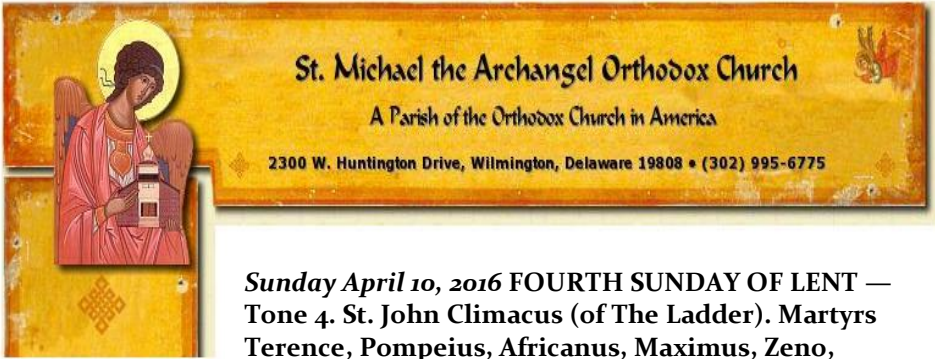 St. Michael the Archangel Orthodox Church
A Parish of the Orthodox Church in America
2300 W. Huntington Drive, Wilmington, Delaware 19808 • (302) 995-6775
Sunday April 10, 2016 FOURTH SUNDAY OF LENT —
Tone 4. St. John Climacus (of The Ladder). Martyrs
Terence, Pompeius, Africanus, Maximus, Zeno,